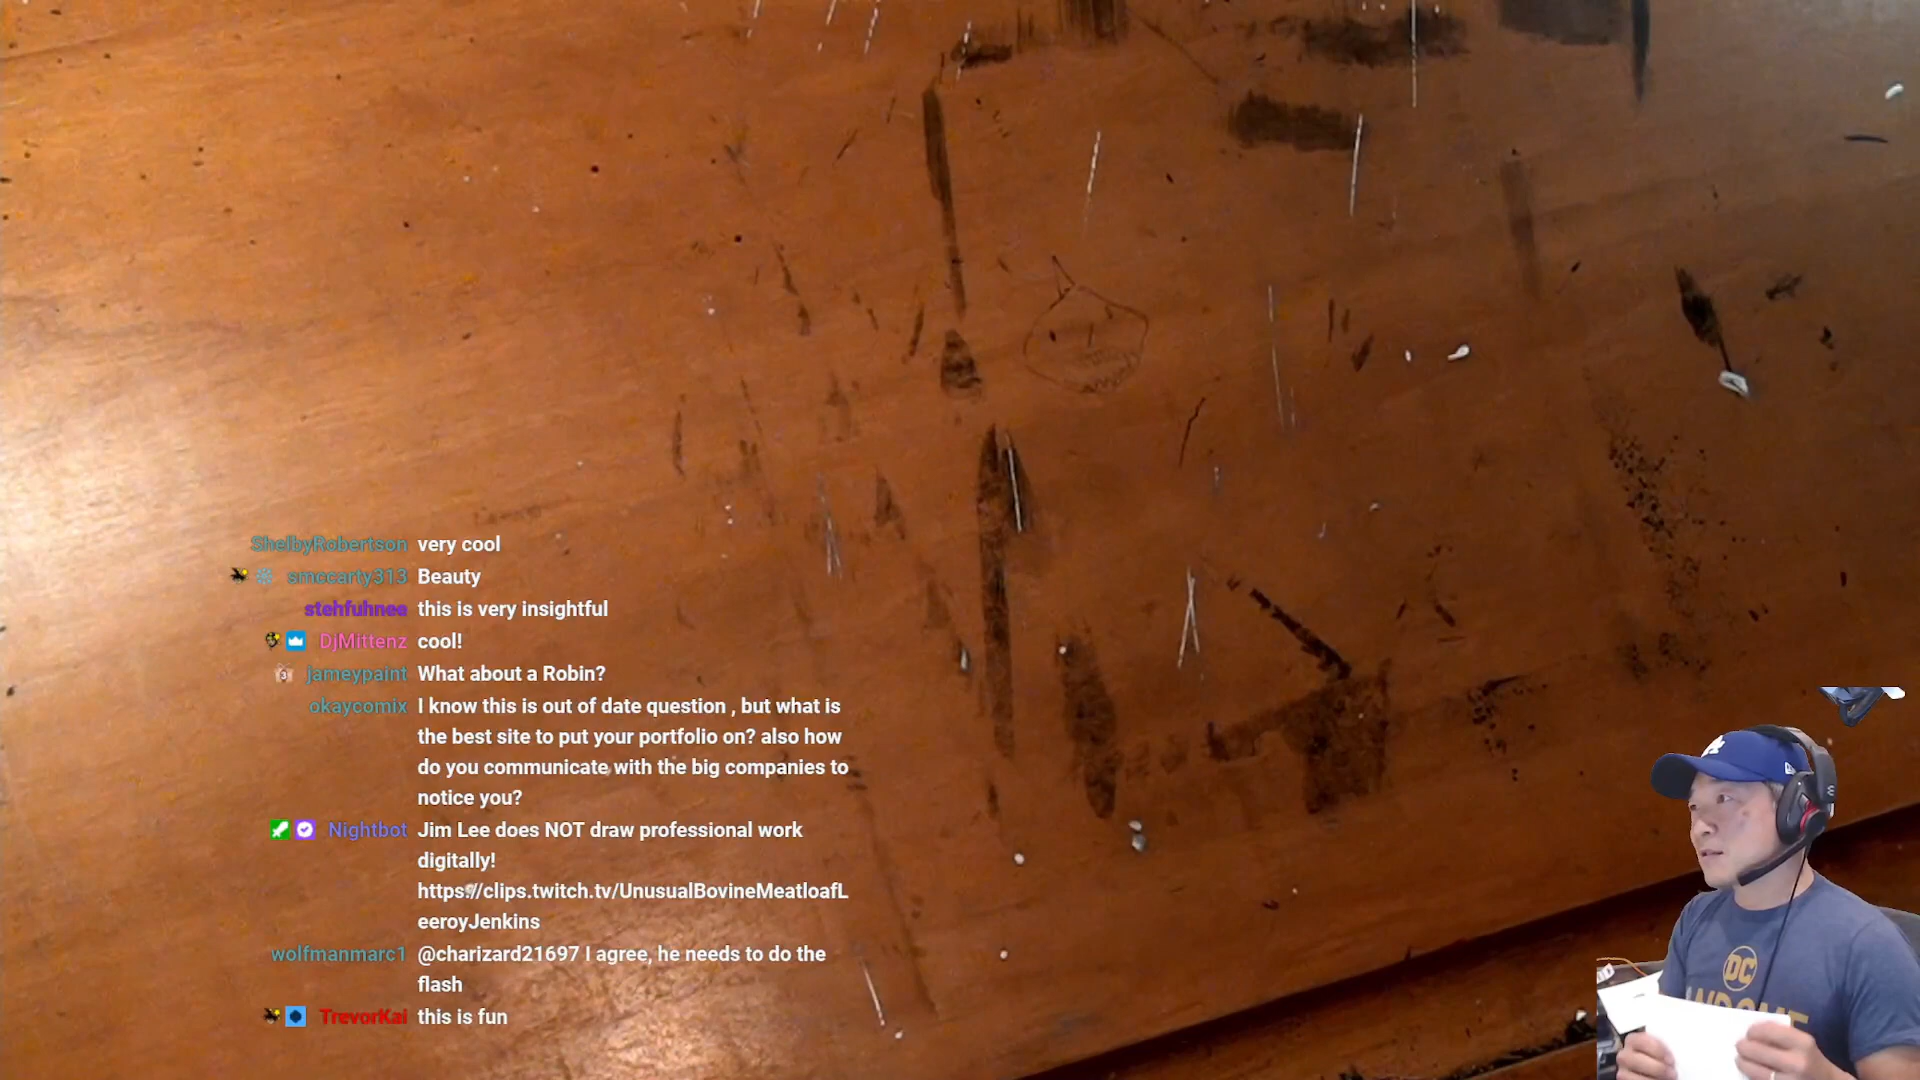 ShelbyRobertson very cool
smccarty313 Beauty
stehfuhnea this is very insightful
DjMittenz cool!
jameypaint What about a Robin?
okaycomix I know this is out of date question , but what is
the best site to put your portfolio on? also how
do you communicate with the big companies to
notice you?
Nightbot Jim Lee does NOT draw professional work
digitally!
https://clips.twitch.tv/UnusualBovineMeatloafL
eeroyJenkins
wolfmanmarc1 @charizard21697 I agree, he needs to do the
flash
TrevorKai this is fun
LA
DC